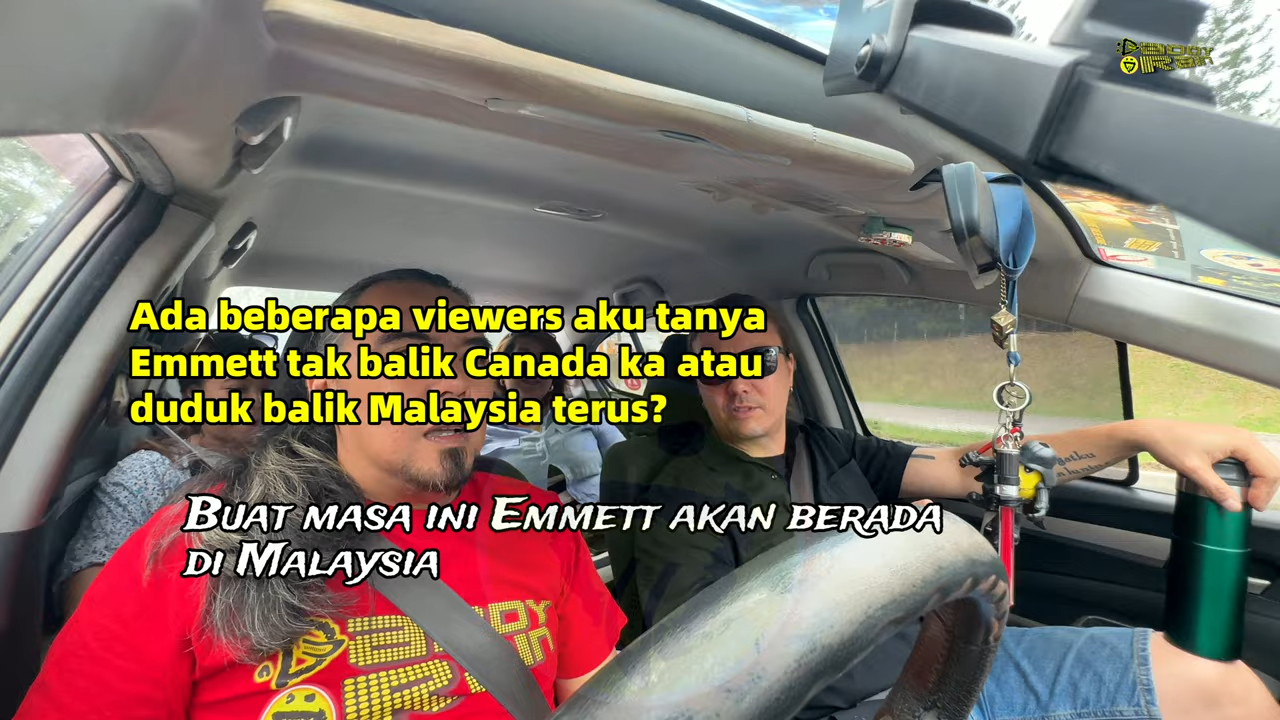 Ada beberapa viewers aku tanya
Emmett tak balik Canada ka atau
duduk balik Malaysia terus?
Buat masa ini Emmett akan berada
di Malaysia